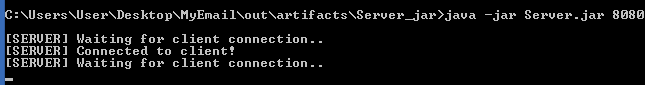 C:\Users\User\Desktop\MyEmail\out\artifacts\Server_jar>java -jar Server.jar 8080
[SERVER] Waiting for client connection..
[SERVER] Connected to client!
[SERVER] Waiting for client connection..